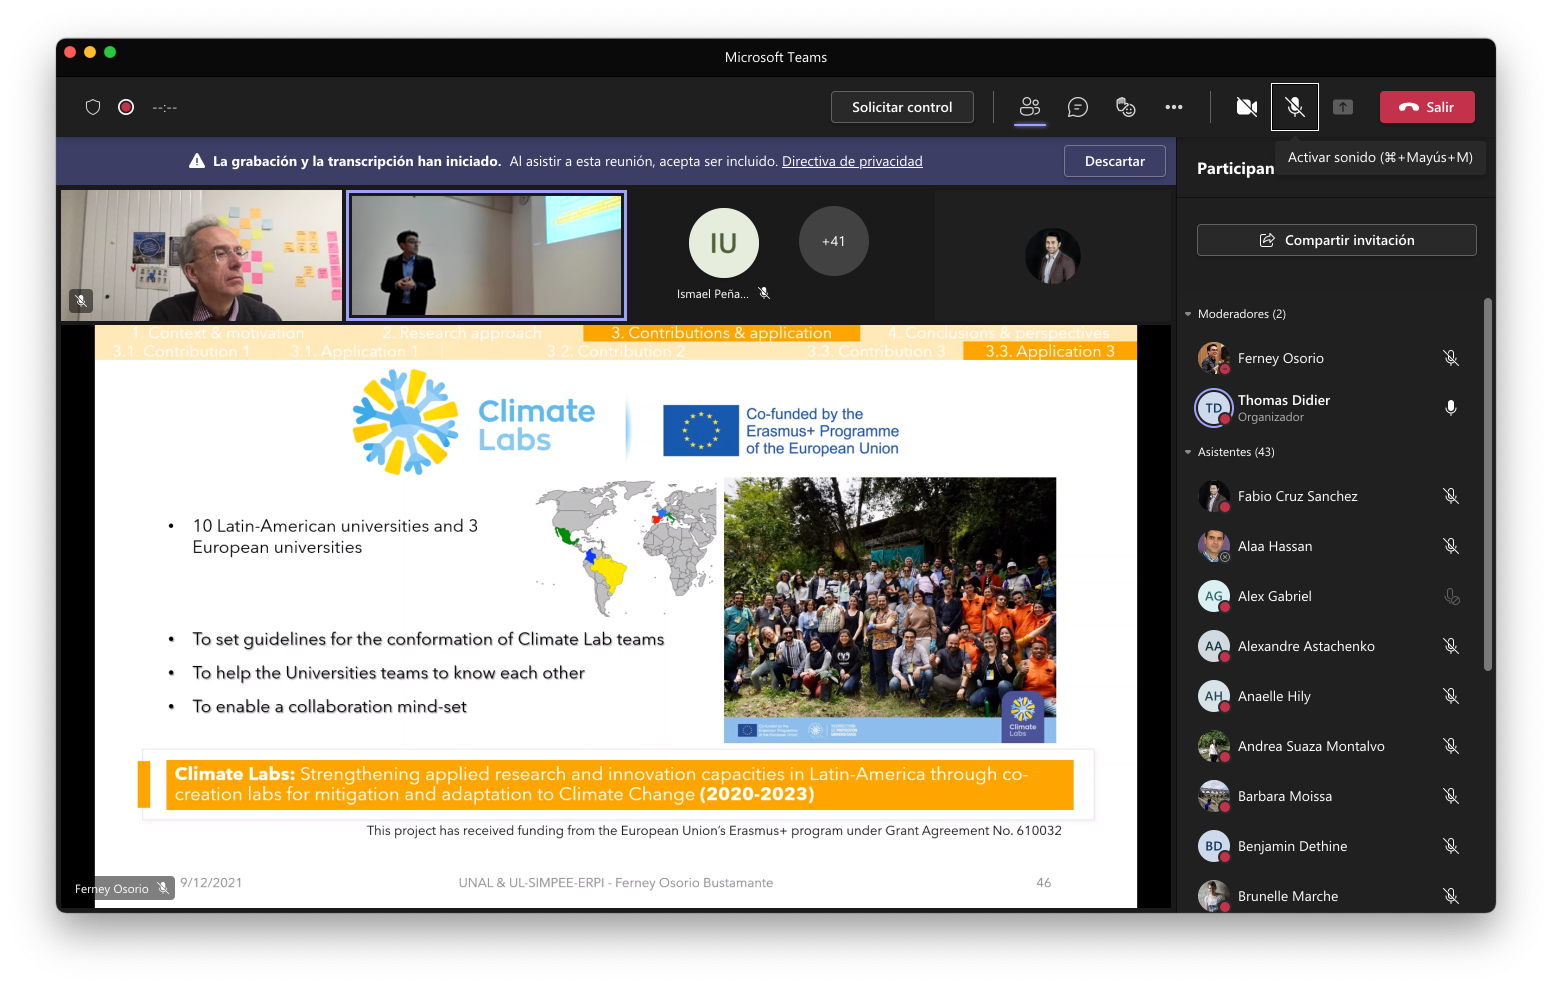 Microsoft Teams
--:--
Solicitar control
Salir
La grabación y la transcripción han iniciado. Al asistir a esta reunión, acepta ser incluido. Directiva de privacidad
Descartar
Activar sonido (⌘+Mayús+M)
Participan
IU
+41
Ismael Peña...
Compartir invitación
1. Context & motivation
2. Research approach
3. Contributions & application
4. Conclusions & perspectives
3.1. Contribution 1
3.1. Application 1
3.2. Contribution 2
3.3. Contribution 3
3.3. Application 3
Climate
Labs
Co-funded by the
Erasmus+ Programme
of the European Union
• 10 Latin-American universities and 3
European universities
• To set guidelines for the conformation of Climate Lab teams
• To help the Universities teams to know each other
• To enable a collaboration mind-set
Climate
Labs
Climate Labs: Strengthening applied research and innovation capacities in Latin-America through co-
creation labs for mitigation and adaptation to Climate Change (2020-2023)
This project has received funding from the European Union's Erasmus+ program under Grant Agreement No. 610032
Ferney Osorio
9/12/2021
UNAL & UL-SIMPEE-ERPI - Ferney Osorio Bustamante
46
Moderadores (2)
Ferney Osorio
TD
Thomas Didier
Organizador
Asistentes (43)
Fabio Cruz Sanchez
Alaa Hassan
AG
Alex Gabriel
AA
Alexandre Astachenko
AH
Anaelle Hily
Andrea Suaza Montalvo
Barbara Moissa
BD
Benjamin Dethine
Brunelle Marche